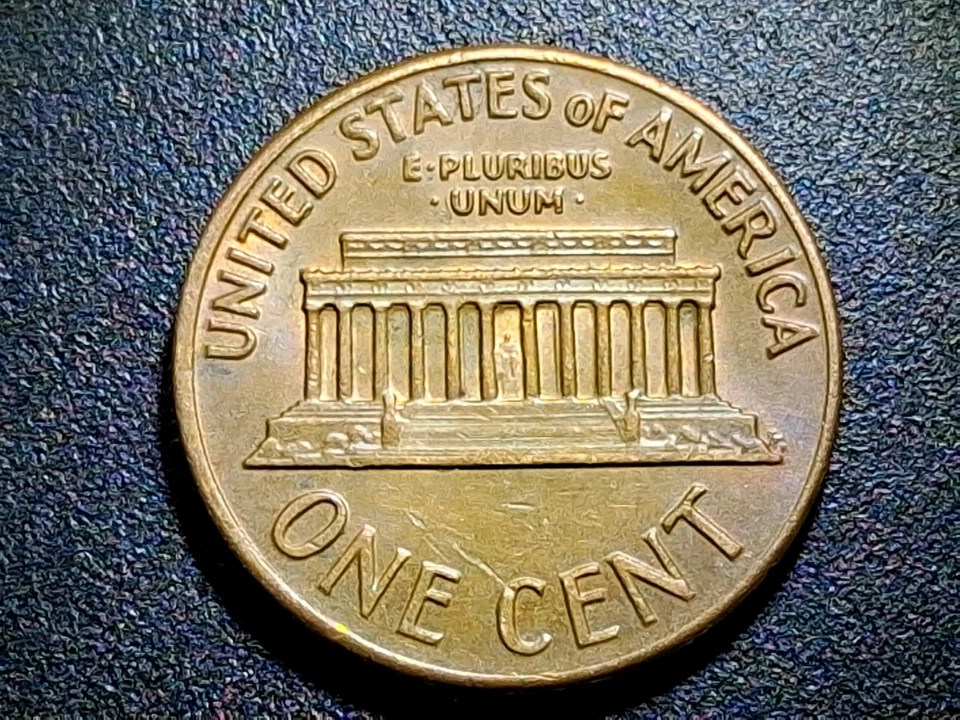 UNITED STATES OF AMERICA
E·PLURIBUS
·UNUM·
ONE CENT